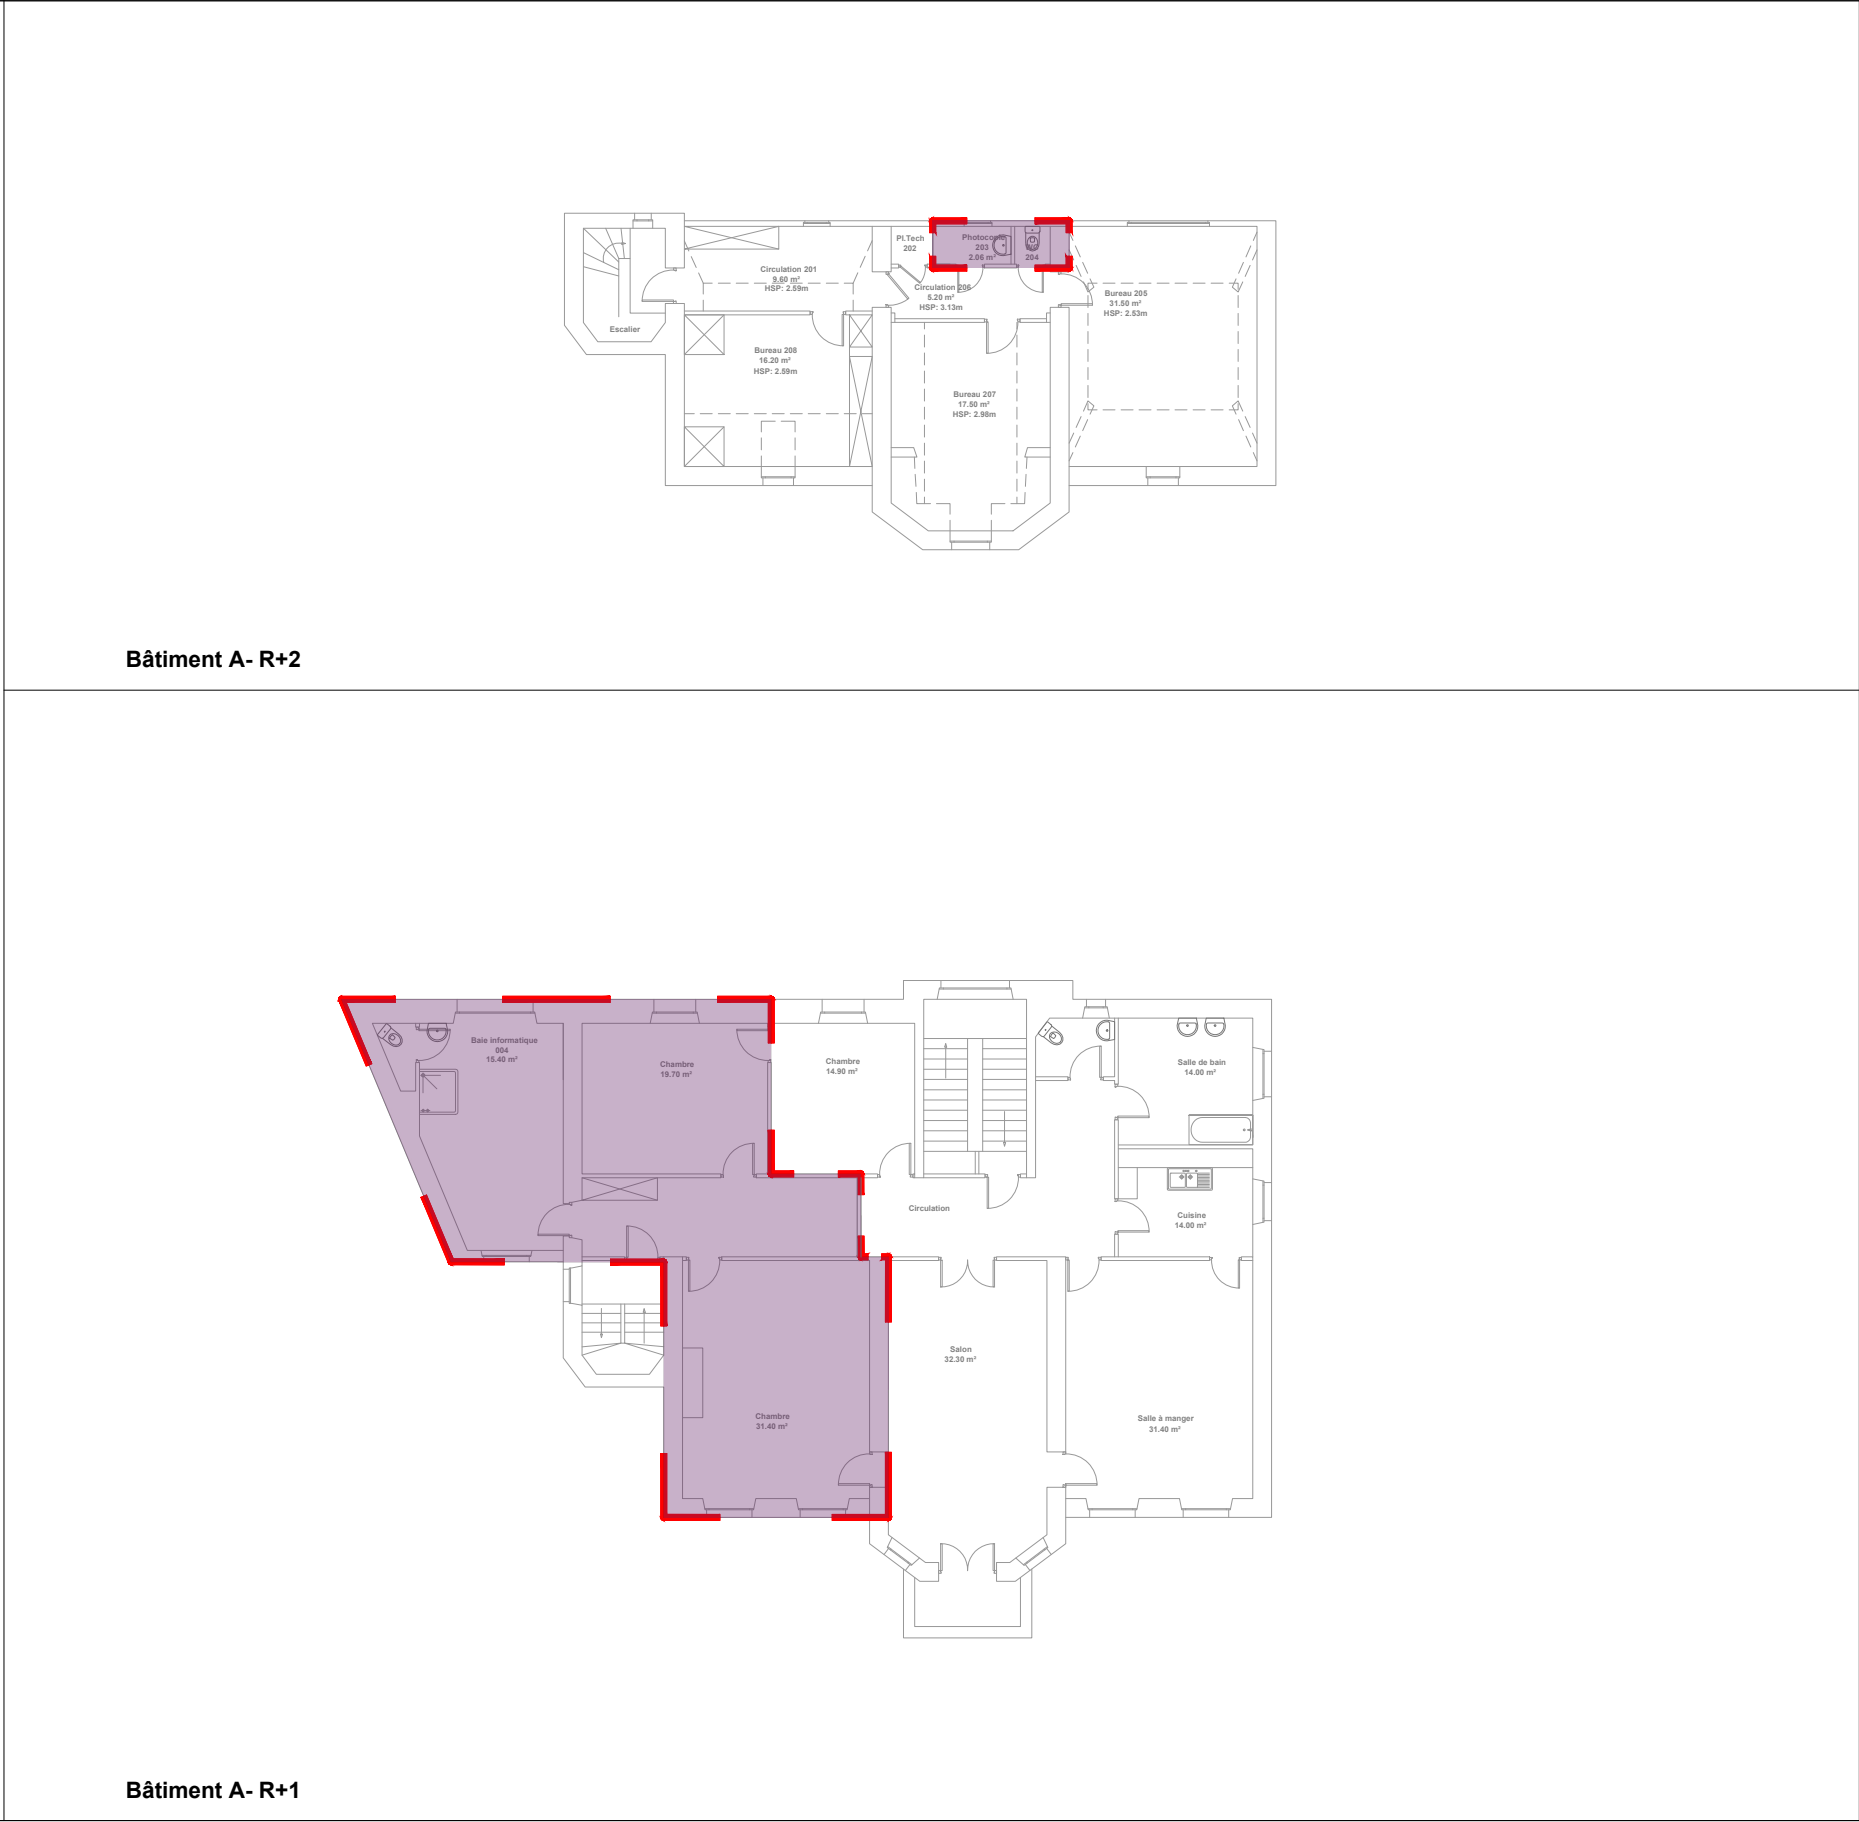 Pl.Tech
202
Photocopie
203
2.06 m²
204
Circulation 201
9.60 m²
HSP: 2.59m
Circulation 206
5.20 m²
HSP: 3.13m
Bureau 205
31.50 m²
HSP: 2.53m
Escalier
Bureau 208
16.20 m²
HSP: 2.59m
Bureau 207
17.50 m²
HSP: 2.98m
Bâtiment A- R+2
Baie informatique
004
15.40 m²
Chambre
19.70 m²
Chambre
14.90 m²
Salle de bain
14.00 m²
Circulation
Cuisine
14.00 m²
Salon
32.30 m²
Chambre
31.40 m²
Salle à manger
31.40 m²
Bâtiment A- R+1